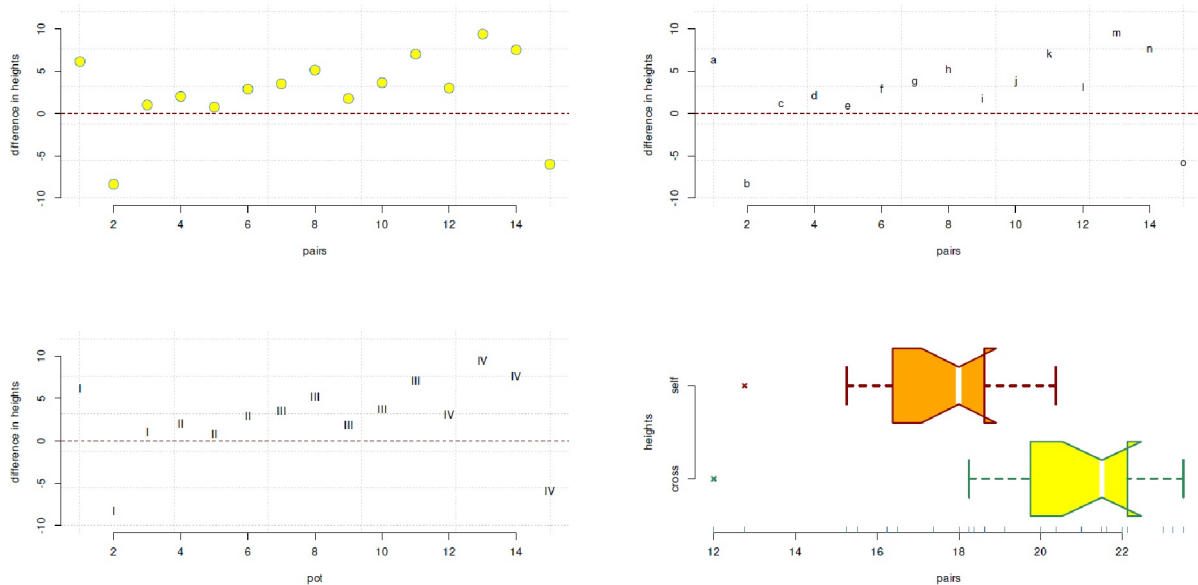 difference in heights
10
5
0
-5
-10
2 4 6 8 10 12 14
pairs
difference in heights
10
5
0
-5
-10
a
b
c
d
e
f
g
h
i
j
k
l
m
n
o
2 4 6 8 10 12 14
pairs
difference in heights
10
5
0
-5
-10
I
I
I
II
II
II
III
III
III
III
III
IV
IV
IV
IV
2 4 6 8 10 12 14
pot
heights
self
cross
12 14 16 18 20 22
pairs